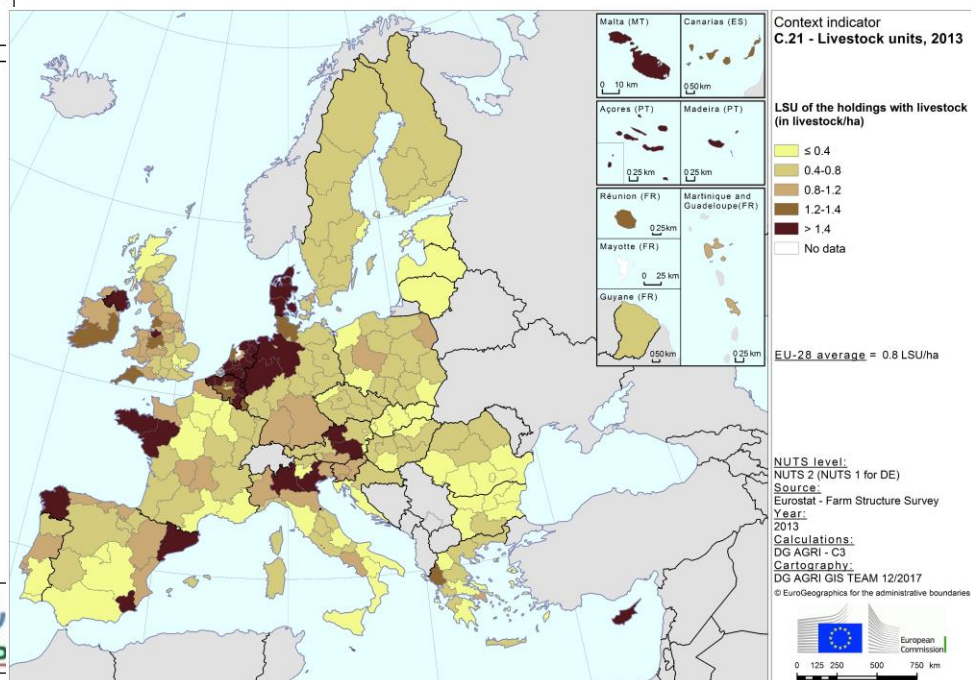 Malta (MT)
0 10 km
Canarias (ES)
0 50 km
Açores (PT)
0 25 km
Madeira (PT)
0 25 km
Réunion (FR)
0 25km
Mayotte (FR)
0 25 km
Guyane (FR)
0 50 km
Martinique and
Guadeloupe(FR)
0 25 km
Context indicator
C.21 - Livestock units, 2013
LSU of the holdings with livestock
(in livestock/ha)
≤ 0.4
0.4-0.8
0.8-1.2
1.2-1.4
> 1.4
No data
EU-28 average = 0.8 LSU/ha
NUTS level:
NUTS 2 (NUTS 1 for DE)
Source:
Eurostat - Farm Structure Survey
Year:
2013
Calculations:
DG AGRI - C3
Cartography:
DG AGRI GIS TEAM 12/2017
© EuroGeographics for the administrative boundaries
European
Commission
0 125 250 500 750 km